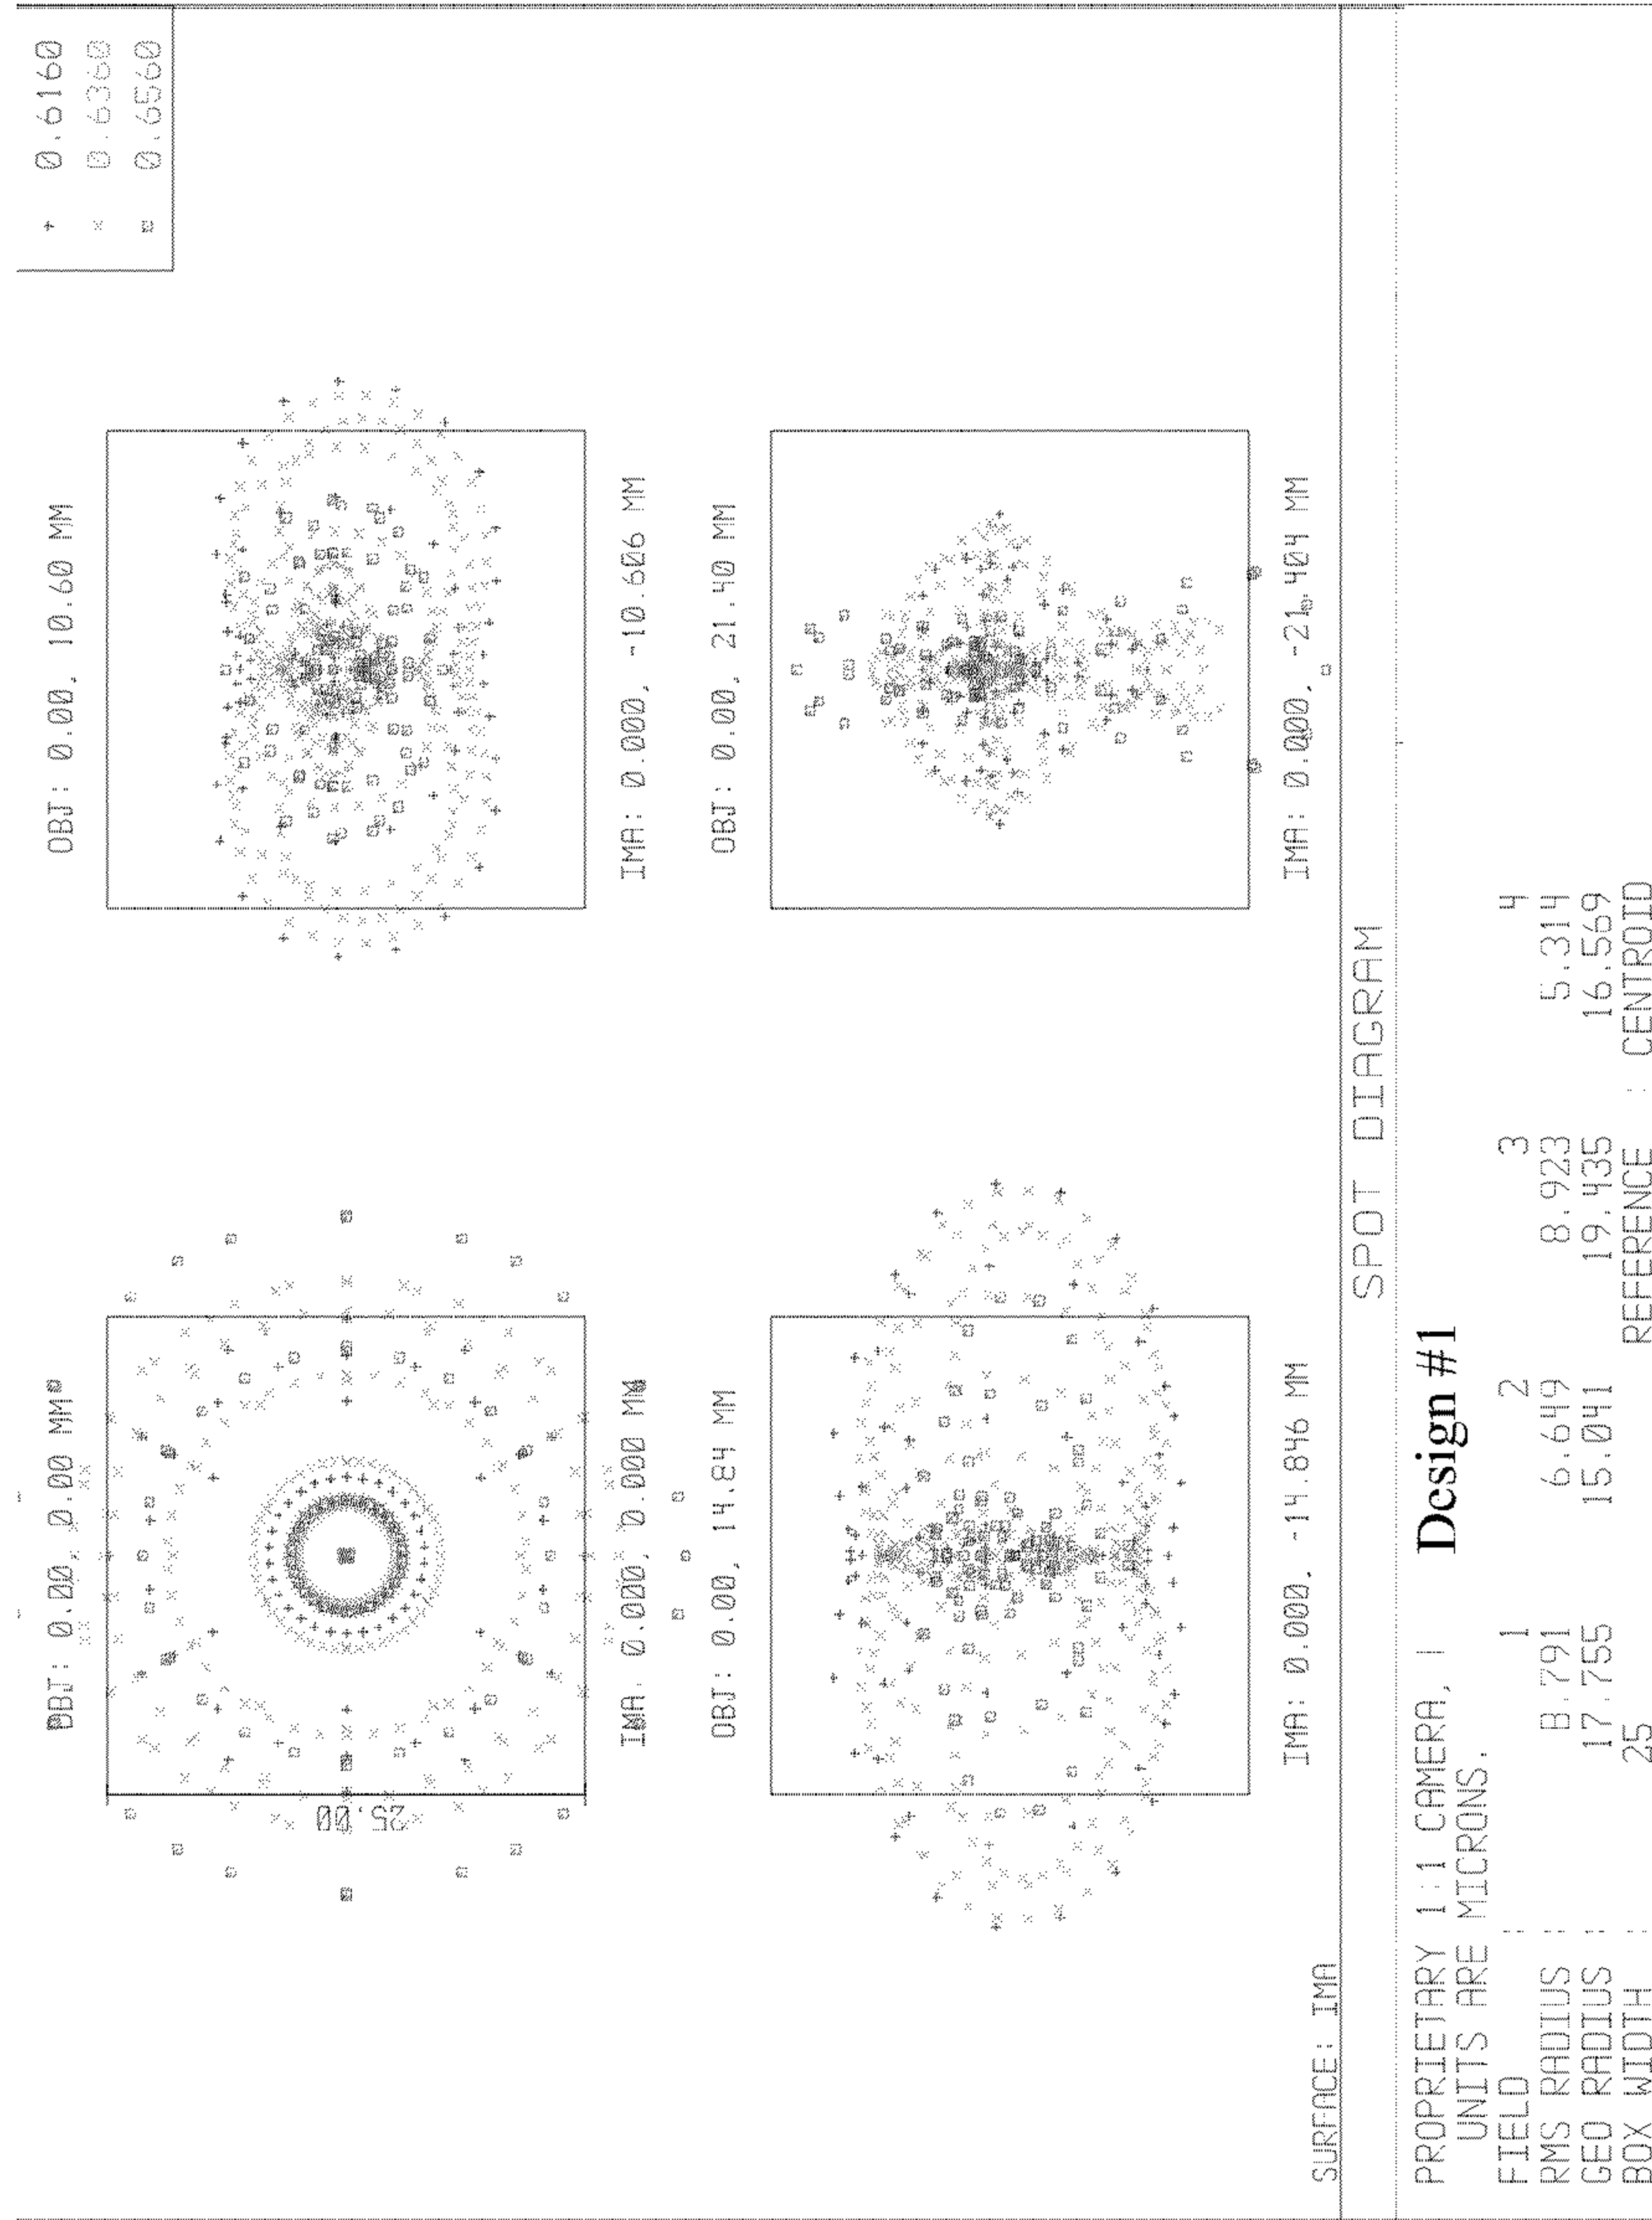 + 0.6160
× 0.6360
¤ 0.6560
OBJ: 0.00, 0.00 MM
OBJ: 0.00, 10.60 MM
25.00
IMA: 0.000, 0.000 MM
IMA: 0.000, -10.606 MM
OBJ: 0.00, 14.84 MM
OBJ: 0.00, 21.40 MM
IMA: 0.000, -14.846 MM
IMA: 0.000, -21.404 MM
SURFACE: IMA
SPOT DIAGRAM
PROPRIETARY 1:1 CAMERA,
Design #1
UNITS ARE MICRONS.
FIELD : 1 2 3 4
RMS RADIUS : 8.791 6.649 8.923 5.314
GEO RADIUS : 17.755 15.041 19.435 16.569
BOX WIDTH : 25 REFERENCE : CENTROID